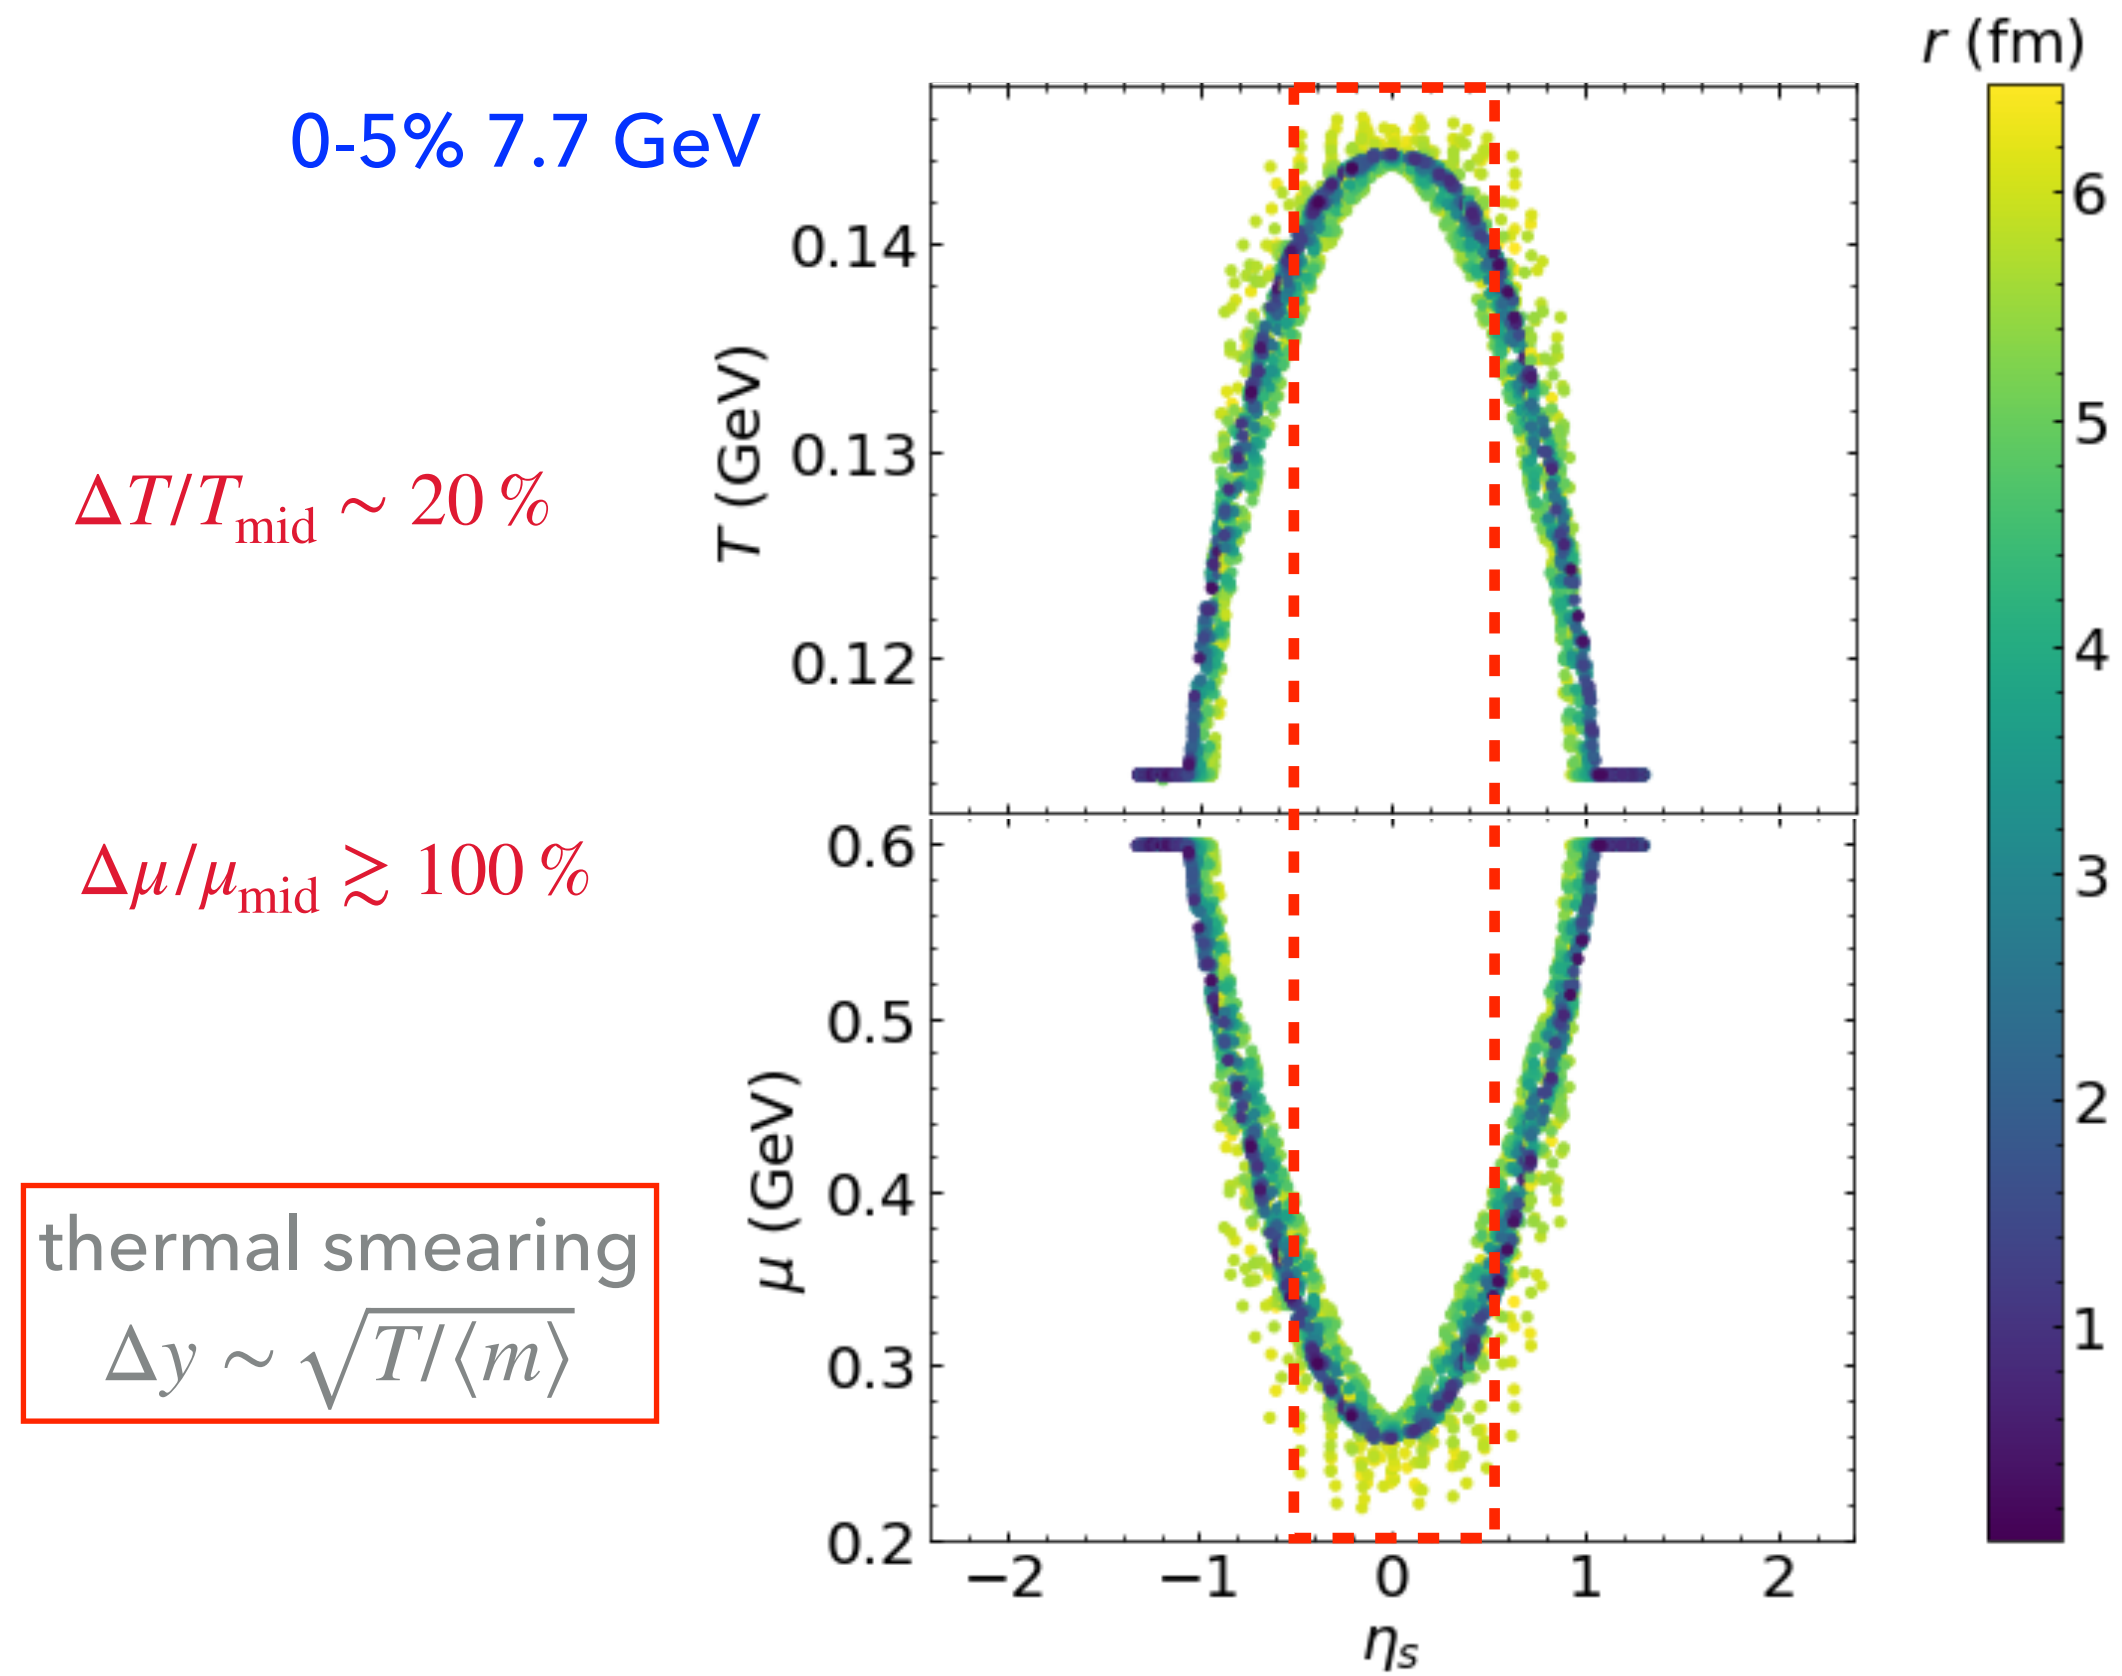 r (fm)
0-5% 7.7 GeV
ΔT/T_mid ~ 20 %
Δμ/μ_mid ≳ 100 %
thermal smearing
Δy ~ √T/⟨m⟩
T (GeV)
0.14
0.13
0.12
μ (GeV)
0.6
0.5
0.4
0.3
0.2
−2 −1 0 1 2
η_s
6
5
4
3
2
1